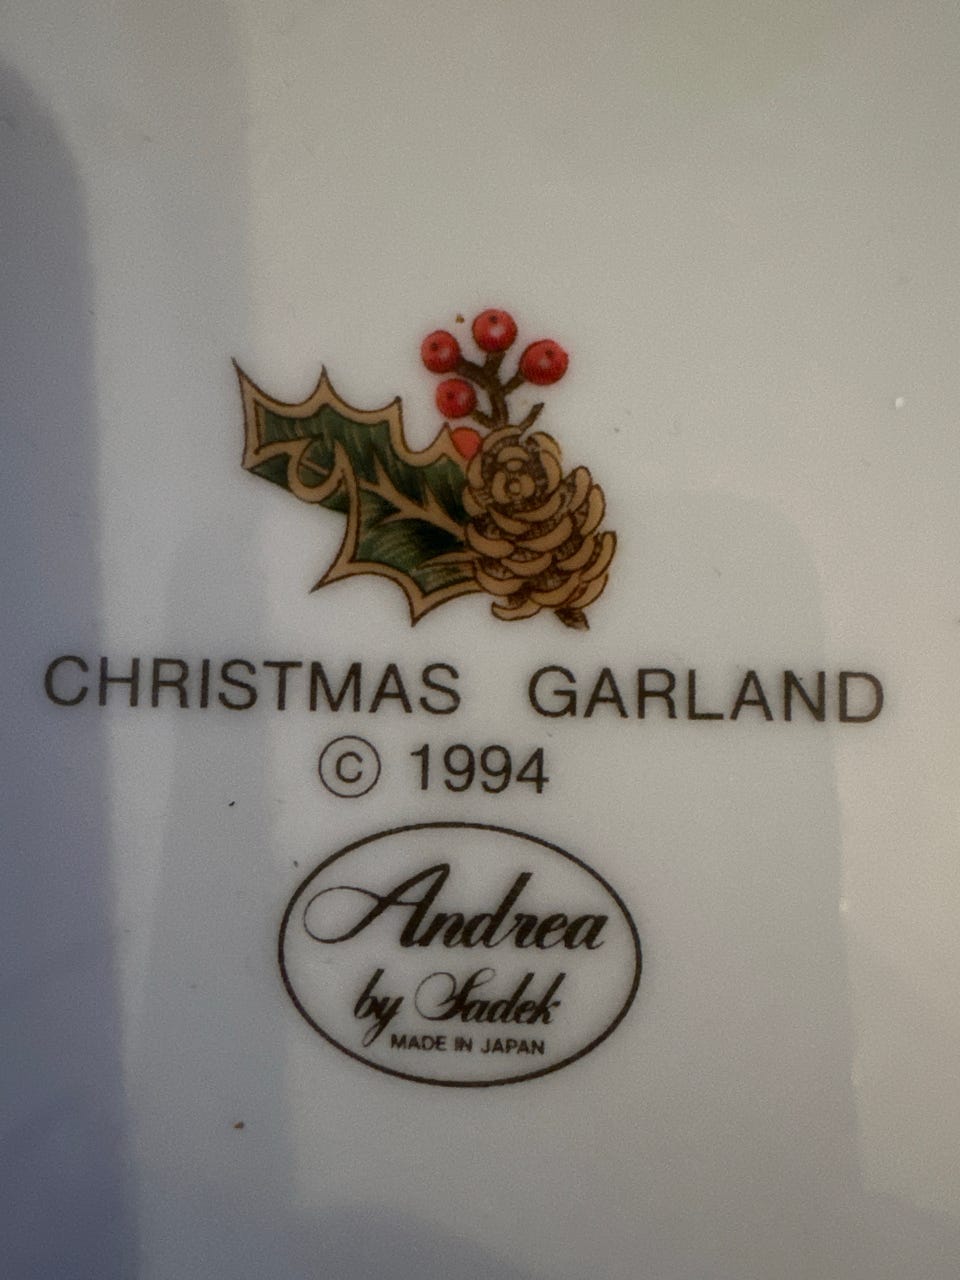 CHRISTMAS GARLAND
© 1994
Andrea
by Sadek
MADE IN JAPAN